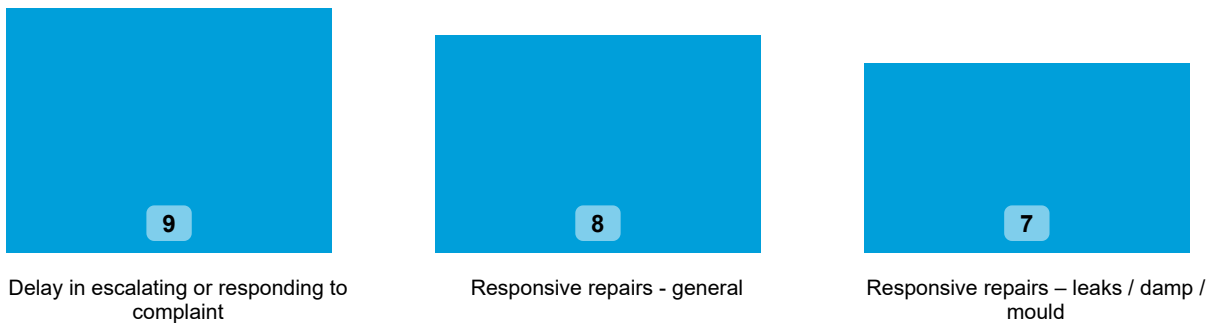 9
8
7
Delay in escalating or responding to
complaint
Responsive repairs - general
Responsive repairs – leaks / damp /
mould